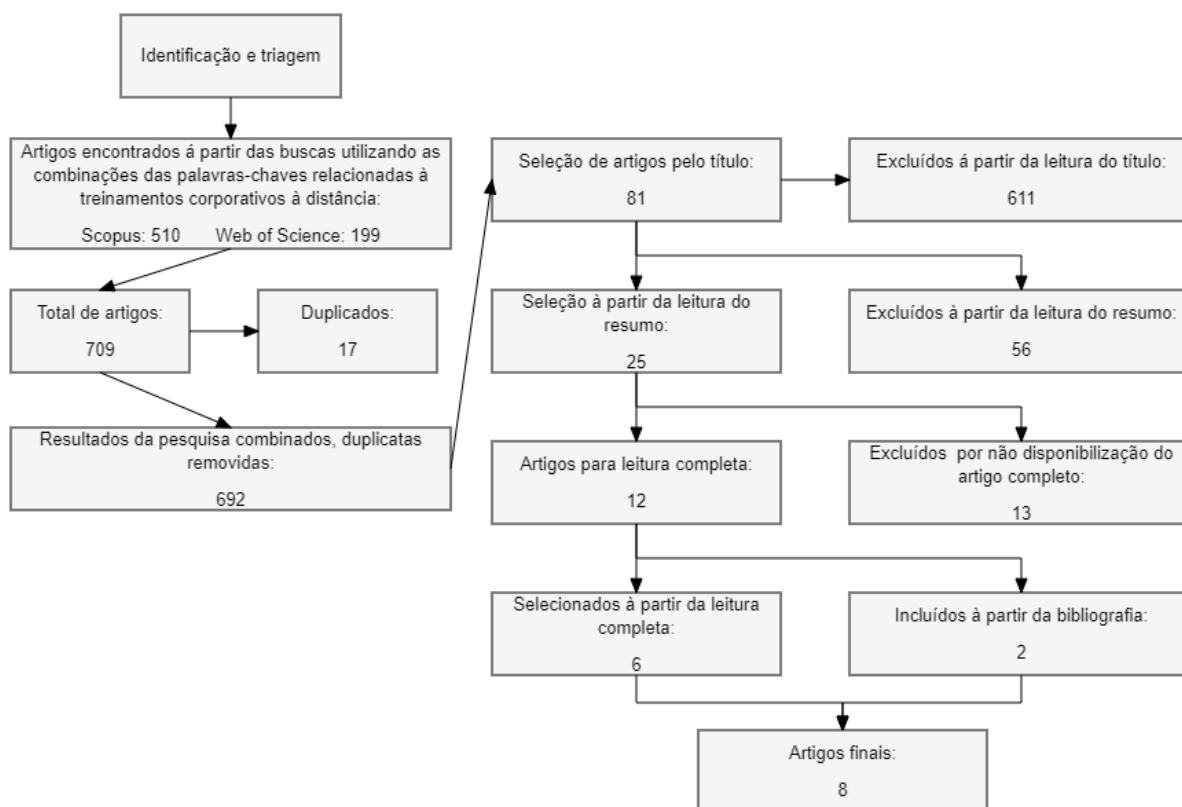 Identificação e triagem
Artigos encontrados á partir das buscas utilizando as
combinações das palavras-chaves relacionadas à
treinamentos corporativos à distância:
Scopus: 510 Web of Science: 199
Total de artigos:
709
Duplicados:
17
Resultados da pesquisa combinados, duplicatas
removidas:
692
Seleção de artigos pelo título:
81
Excluídos á partir da leitura do título:
611
Seleção à partir da leitura do
resumo:
25
Excluídos à partir da leitura do resumo:
56
Artigos para leitura completa:
12
Excluídos por não disponibilização do
artigo completo:
13
Selecionados à partir da leitura
completa:
6
Incluídos à partir da bibliografia:
2
Artigos finais:
8